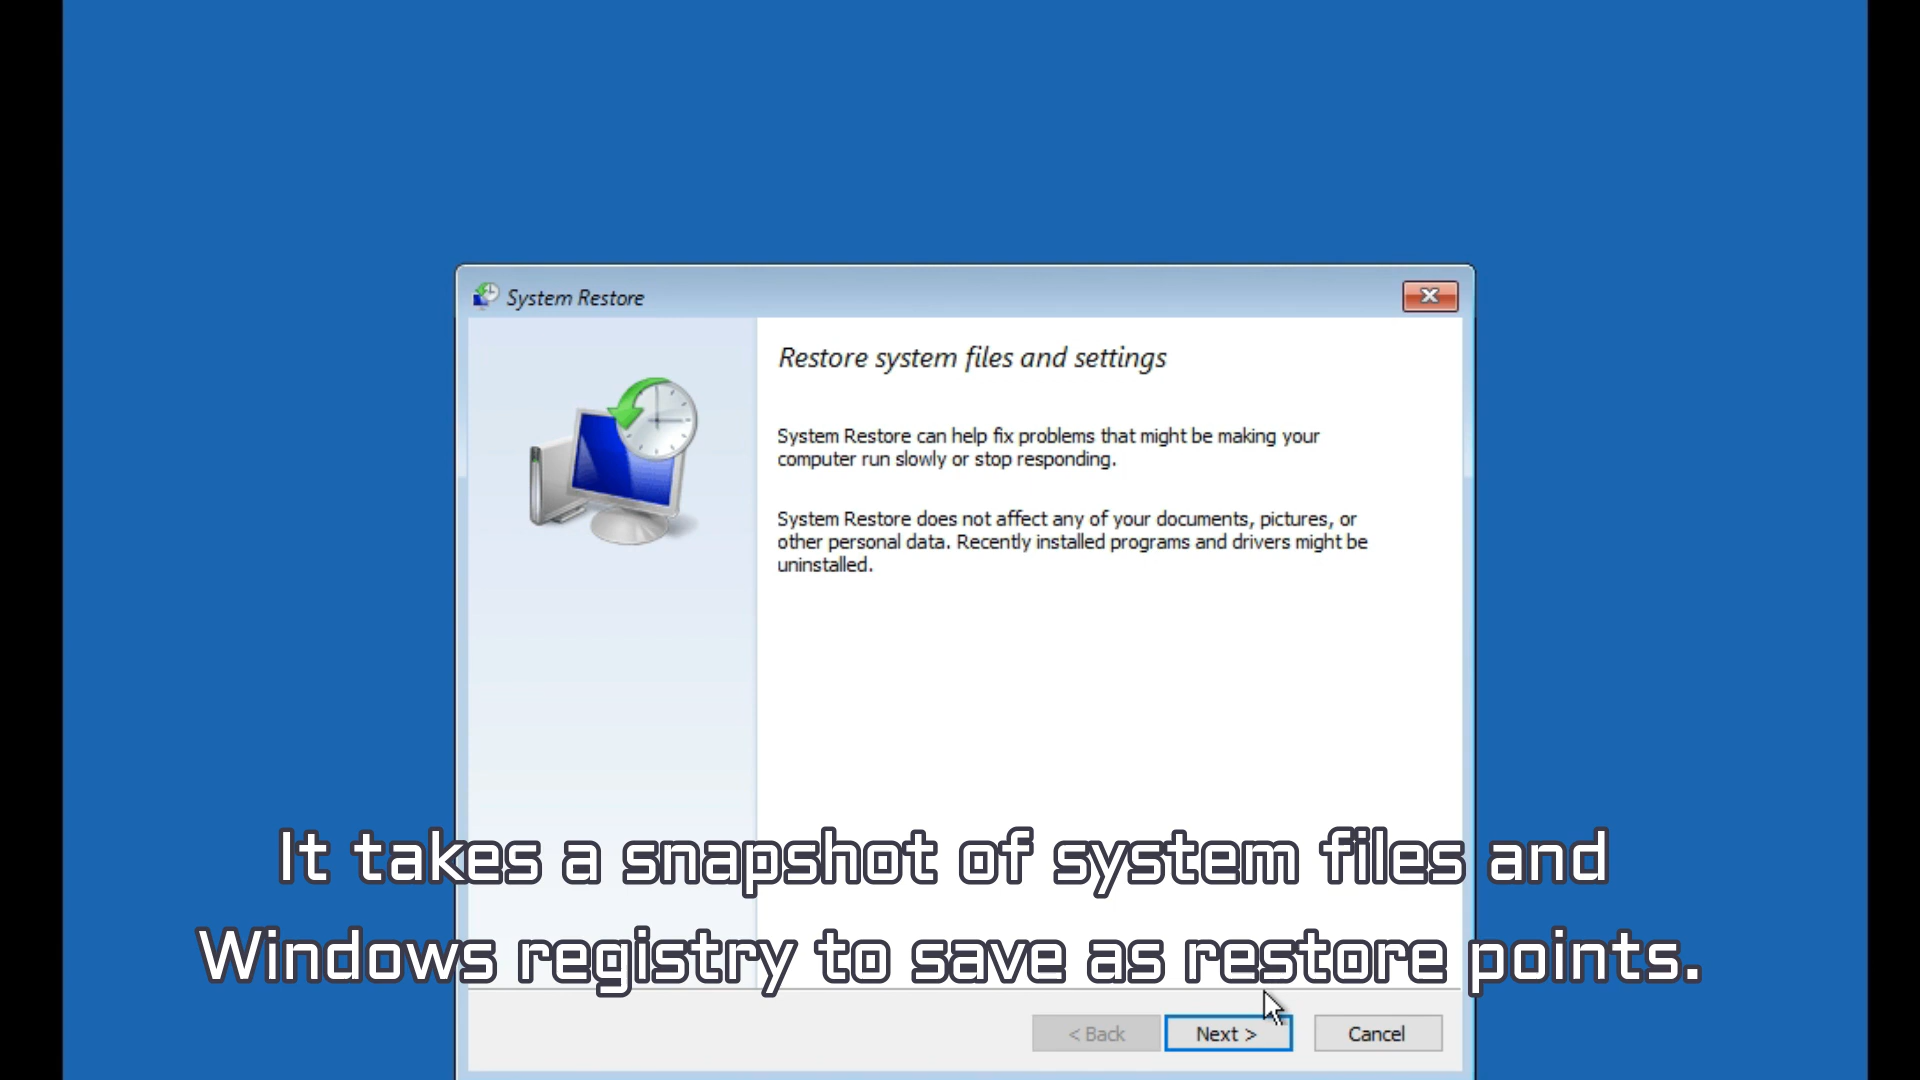 System Restore
Restore system files and settings
System Restore can help fix problems that might be making your
computer run slowly or stop responding.
System Restore does not affect any of your documents, pictures, or
other personal data. Recently installed programs and drivers might be
uninstalled.
It takes a snapshot of system files and
Windows registry to save as restore points.
< Back Next > Cancel